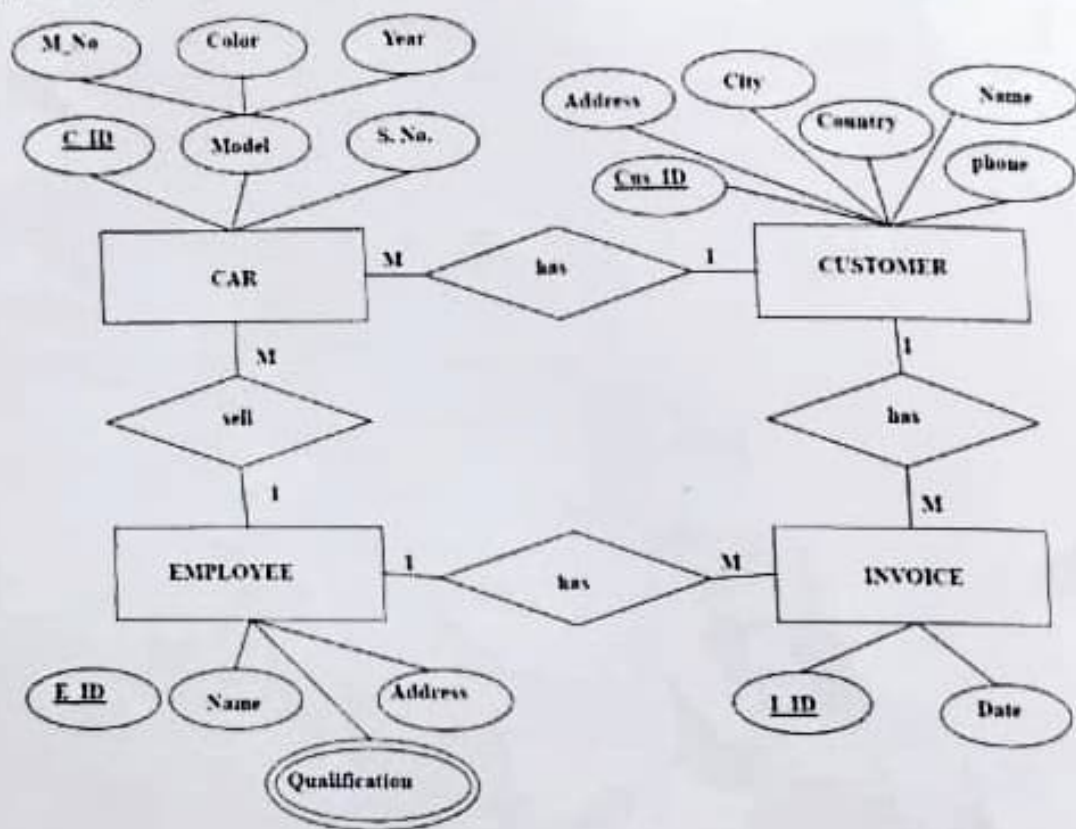 M_No Color Year
C_ID Model S. No.
Address City Country Name
Cus_ID phone
CAR M has 1 CUSTOMER
M 1
sell has
1 M
EMPLOYEE 1 has M INVOICE
E_ID Name Address I_ID Date
Qualification